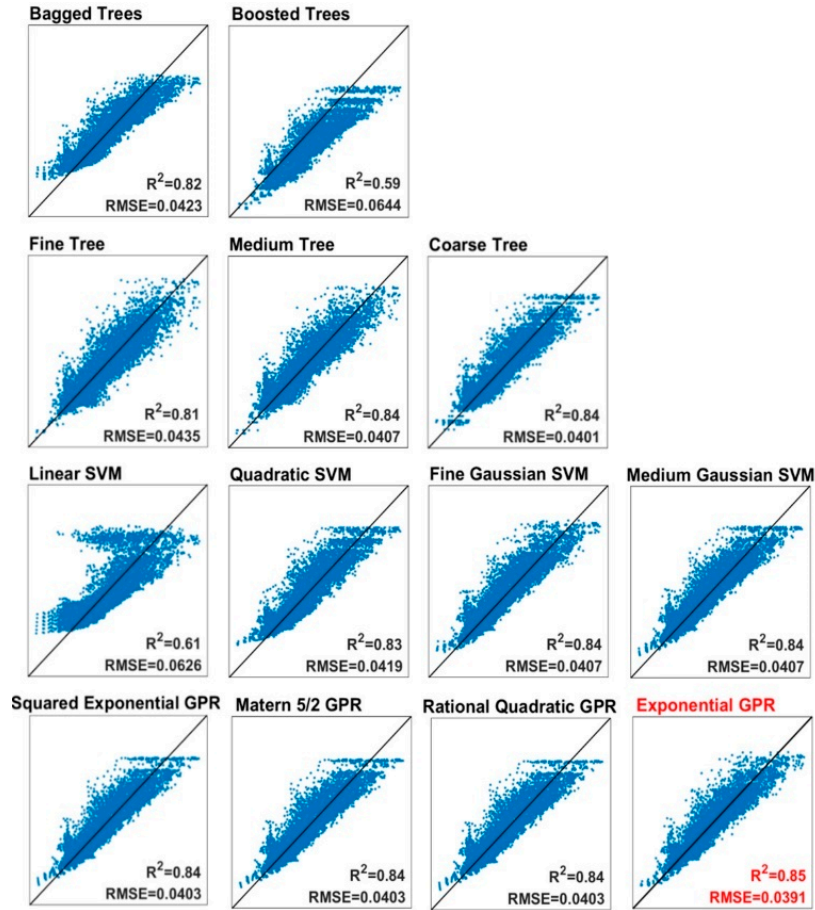 Bagged Trees
R²=0.82
RMSE=0.0423
Boosted Trees
R²=0.59
RMSE=0.0644
Fine Tree
R²=0.81
RMSE=0.0435
Medium Tree
R²=0.84
RMSE=0.0407
Coarse Tree
R²=0.84
RMSE=0.0401
Linear SVM
R²=0.61
RMSE=0.0626
Quadratic SVM
R²=0.83
RMSE=0.0419
Fine Gaussian SVM
R²=0.84
RMSE=0.0407
Medium Gaussian SVM
R²=0.84
RMSE=0.0407
Squared Exponential GPR
R²=0.84
RMSE=0.0403
Matern 5/2 GPR
R²=0.84
RMSE=0.0403
Rational Quadratic GPR
R²=0.84
RMSE=0.0403
Exponential GPR
R²=0.85
RMSE=0.0391